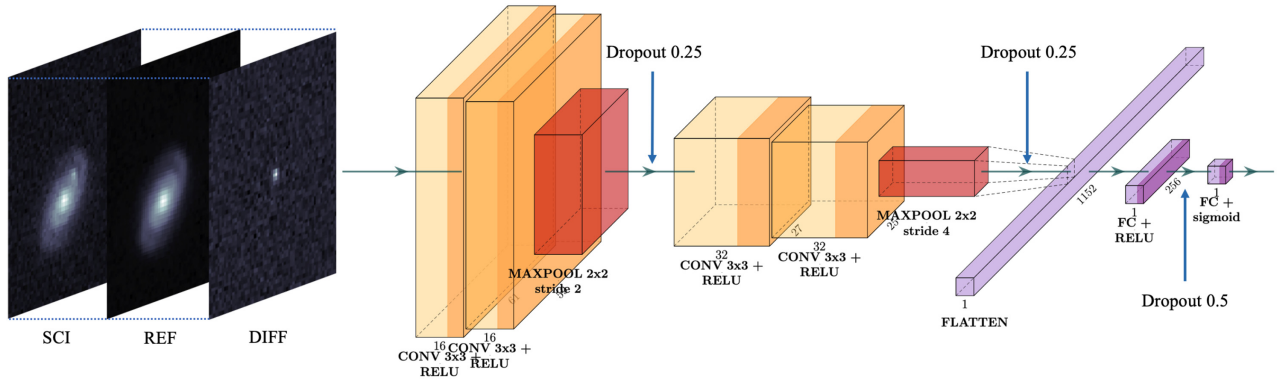 SCI
REF
DIFF
16
CONV 3x3 +
RELU
61
16
CONV 3x3 +
RELU
MAXPOOL 2x2
stride 2
Dropout 0.25
32
CONV 3x3 +
RELU
27
32
CONV 3x3 +
RELU
25
MAXPOOL 2x2
stride 4
Dropout 0.25
1
FLATTEN
1152
1
FC +
RELU
256
Dropout 0.5
1
FC +
sigmoid